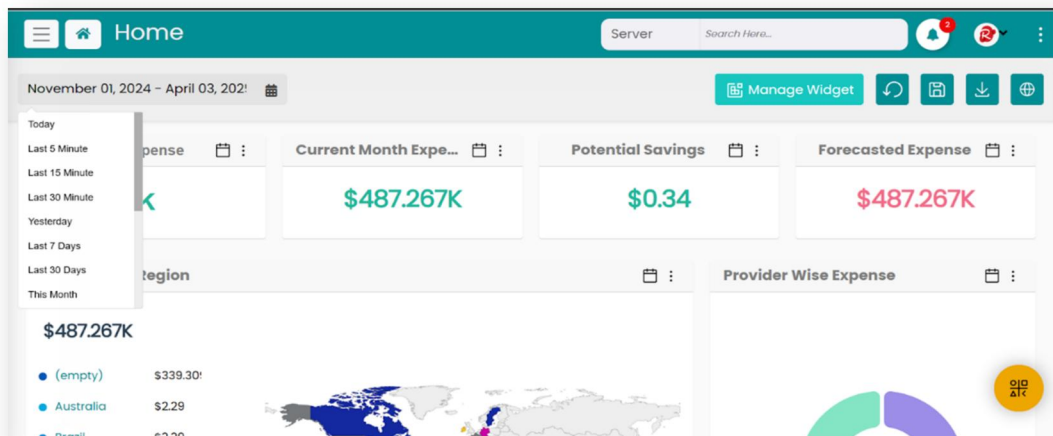 Home
Server
Search Here...
2
November 01, 2024 - April 03, 202
Manage Widget
Today
Last 5 Minute
Last 15 Minute
Last 30 Minute
Yesterday
Last 7 Days
Last 30 Days
This Month
pense
Current Month Expe...
Potential Savings
Forecasted Expense
K
$487.267K
$0.34
$487.267K
Region
Provider Wise Expense
$487.267K
(empty) $339.30
Australia $2.29